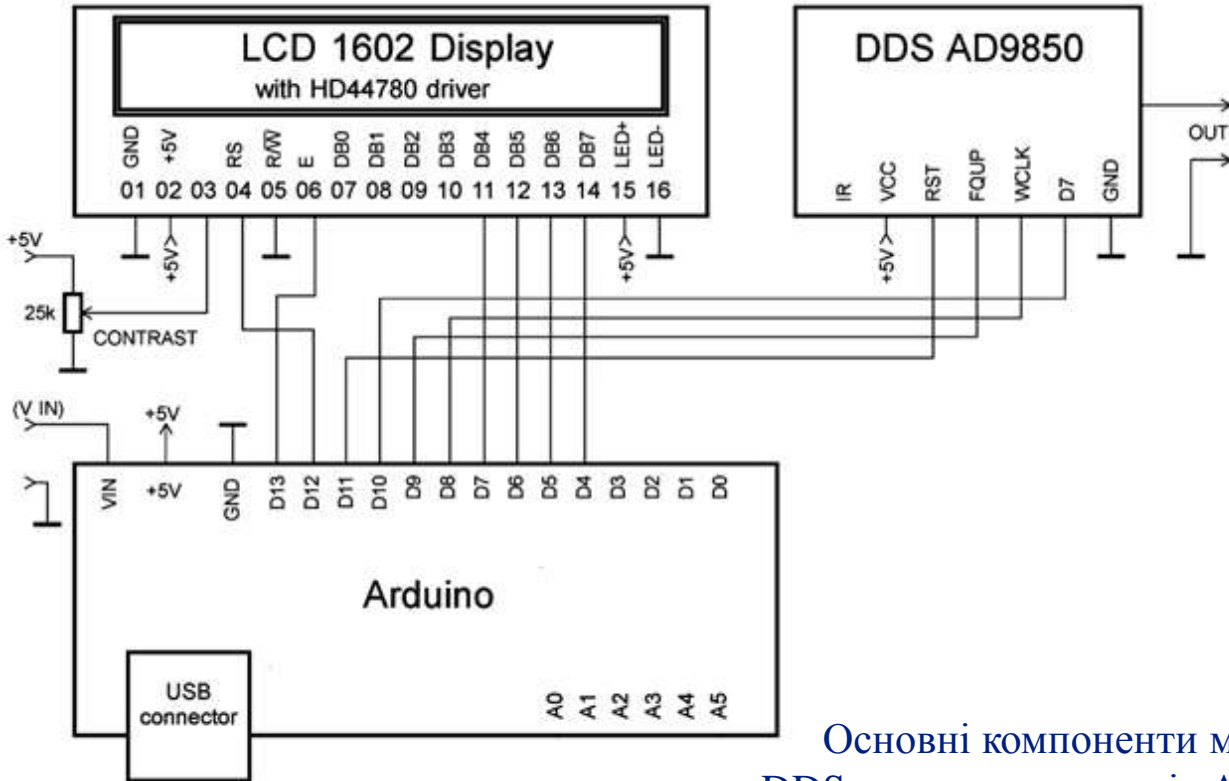 LCD 1602 Display
with HD44780 driver
GND +5V RS R/W E DB0 DB1 DB2 DB3 DB4 DB5 DB6 DB7 LED+ LED-
01 02 03 04 05 06 07 08 09 10 11 12 13 14 15 16
+5V
+5V>
+5V>
25k
CONTRAST
DDS AD9850
OUT
IR VCC RST FQUP WCLK D7 GND
+5V >
(V IN)
+5V
VIN +5V GND D13 D12 D11 D10 D9 D8 D7 D6 D5 D4 D3 D2 D1 D0
Arduino
USB
connector
A0 A1 A2 A3 A4 A5
Основні компоненти
DDS